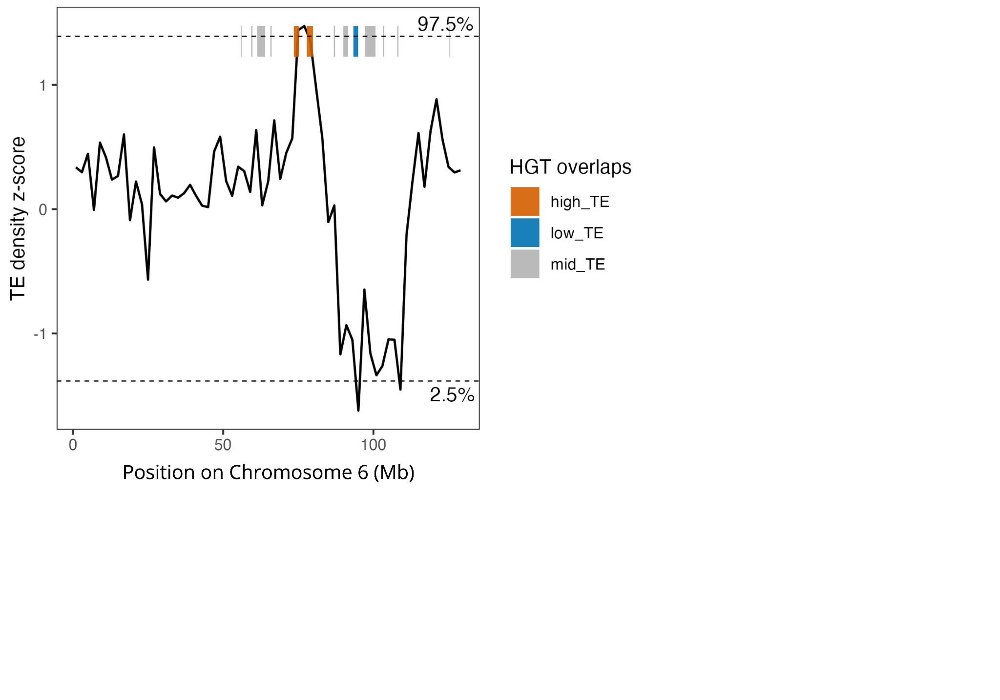 97.5%
1
0
-1
2.5%
TE density z-score
0 50 100
Position on Chromosome 6 (Mb)
HGT overlaps
high_TE
low_TE
mid_TE